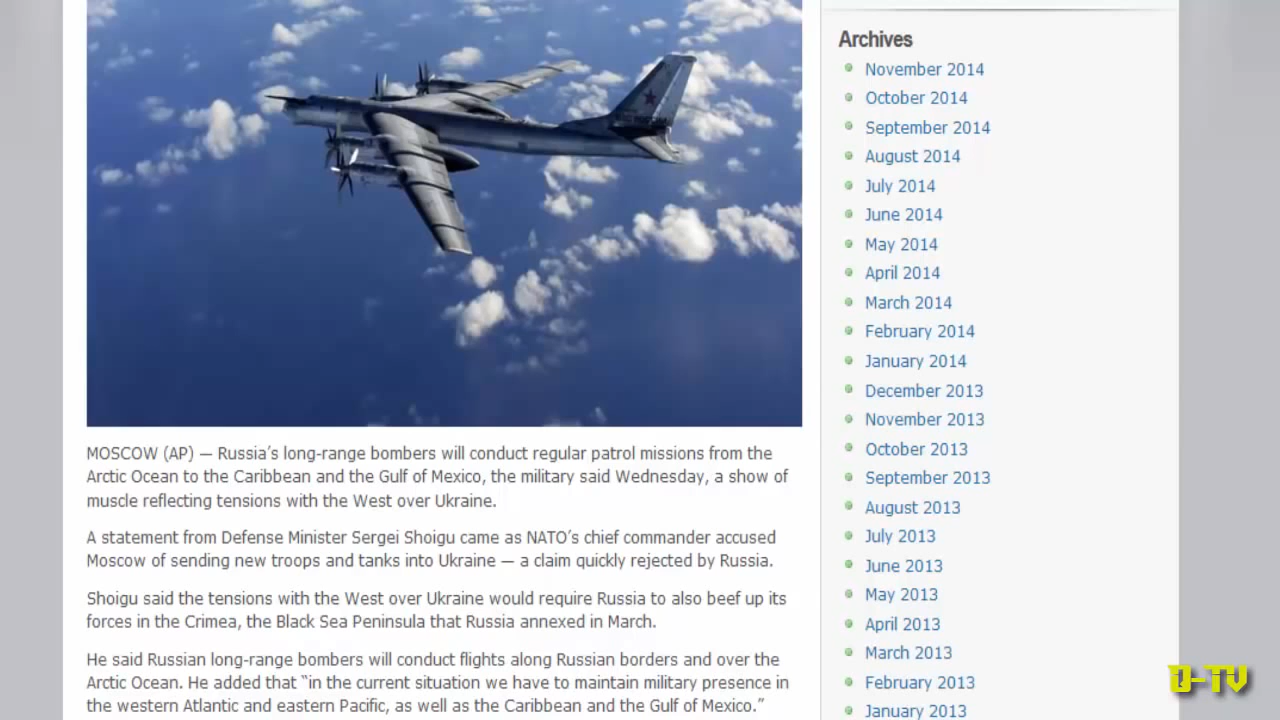 MOSCOW (AP) — Russia's long-range bombers will conduct regular patrol missions from the
Arctic Ocean to the Caribbean and the Gulf of Mexico, the military said Wednesday, a show of
muscle reflecting tensions with the West over Ukraine.
A statement from Defense Minister Sergei Shoigu came as NATO's chief commander accused
Moscow of sending new troops and tanks into Ukraine — a claim quickly rejected by Russia.
Shoigu said the tensions with the West over Ukraine would require Russia to also beef up its
forces in the Crimea, the Black Sea Peninsula that Russia annexed in March.
He said Russian long-range bombers will conduct flights along Russian borders and over the
Arctic Ocean. He added that “in the current situation we have to maintain military presence in
the western Atlantic and eastern Pacific, as well as the Caribbean and the Gulf of Mexico.”
Archives
November 2014
October 2014
September 2014
August 2014
July 2014
June 2014
May 2014
April 2014
March 2014
February 2014
January 2014
December 2013
November 2013
October 2013
September 2013
August 2013
July 2013
June 2013
May 2013
April 2013
March 2013
February 2013
January 2013